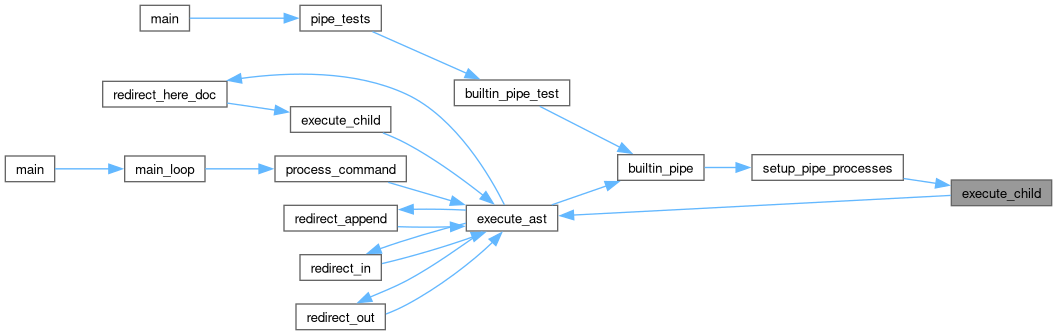 main
pipe_tests
redirect_here_doc
builtin_pipe_test
execute_child
main
main_loop
process_command
builtin_pipe
setup_pipe_processes
execute_child
redirect_append
execute_ast
redirect_in
redirect_out